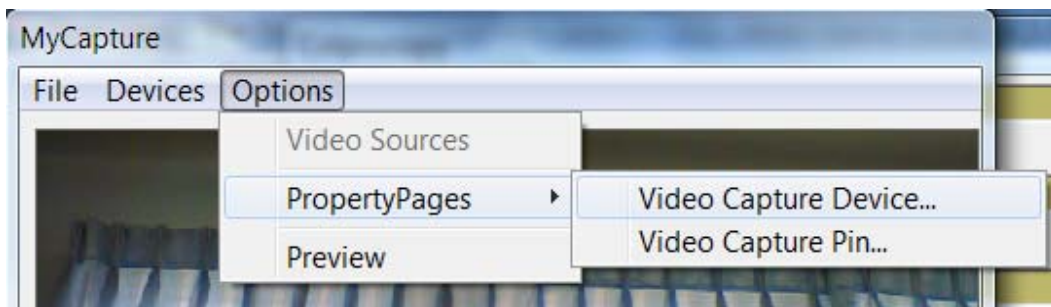 MyCapture
File Devices Options
Video Sources
PropertyPages
Video Capture Device...
Video Capture Pin...
Preview